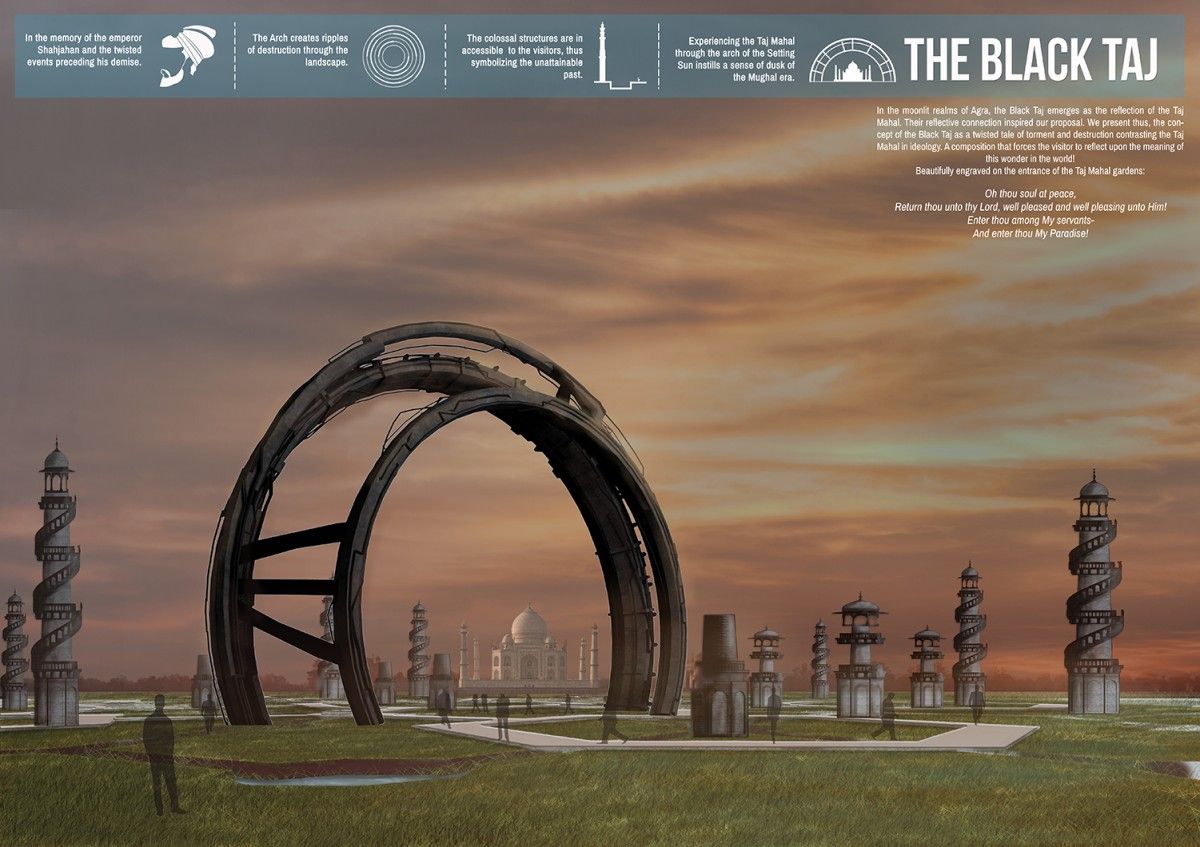 In the memory of the emperor
Shahjahan and the twisted
events preceding his demise.
The Arch creates ripples
of destruction through the
landscape.
The colossal structures are in
accessible to the visitors, thus
symbolizing the unattainable
past.
Experiencing the Taj Mahal
through the arch of the Setting
Sun instills a sense of dusk of
the Mughal era.
THE BLACK TAJ
In the moonlit realms of Agra, the Black Taj emerges as the reflection of the Taj
Mahal. Their reflective connection inspired our proposal. We present thus, the con-
cept of the Black Taj as a twisted tale of torment and destruction contrasting the Taj
Mahal in ideology. A composition that forces the visitor to reflect upon the meaning of
this wonder in the world!
Beautifully engraved on the entrance of the Taj Mahal gardens:
Oh thou soul at peace,
Return thou unto thy Lord, well pleased and well pleasing unto Him!
Enter thou among My servants-
And enter thou My Paradise!